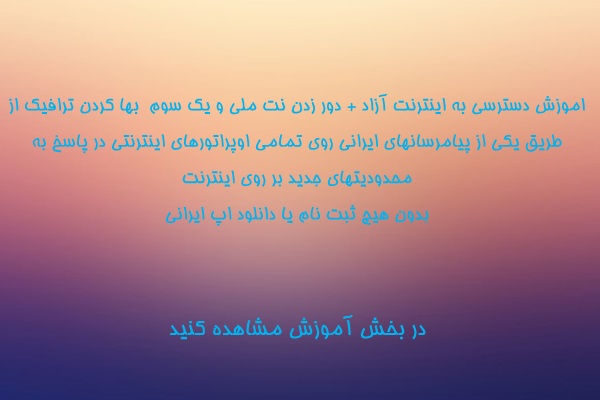 اموزش دسترسی به اینترنت آزاد + دور زدن نت ملی و یک سوم بها کردن ترافیک از
طریق یکی از پیامرسانهای ایرانی روی تمامی اوپراتورهای اینترنتی در پاسخ به
محدودیتهای جدید بر روی اینترنت
بدون هیچ ثبت نام یا دانلود اپ ایرانی
در بخش آموزش مشاهده کنید